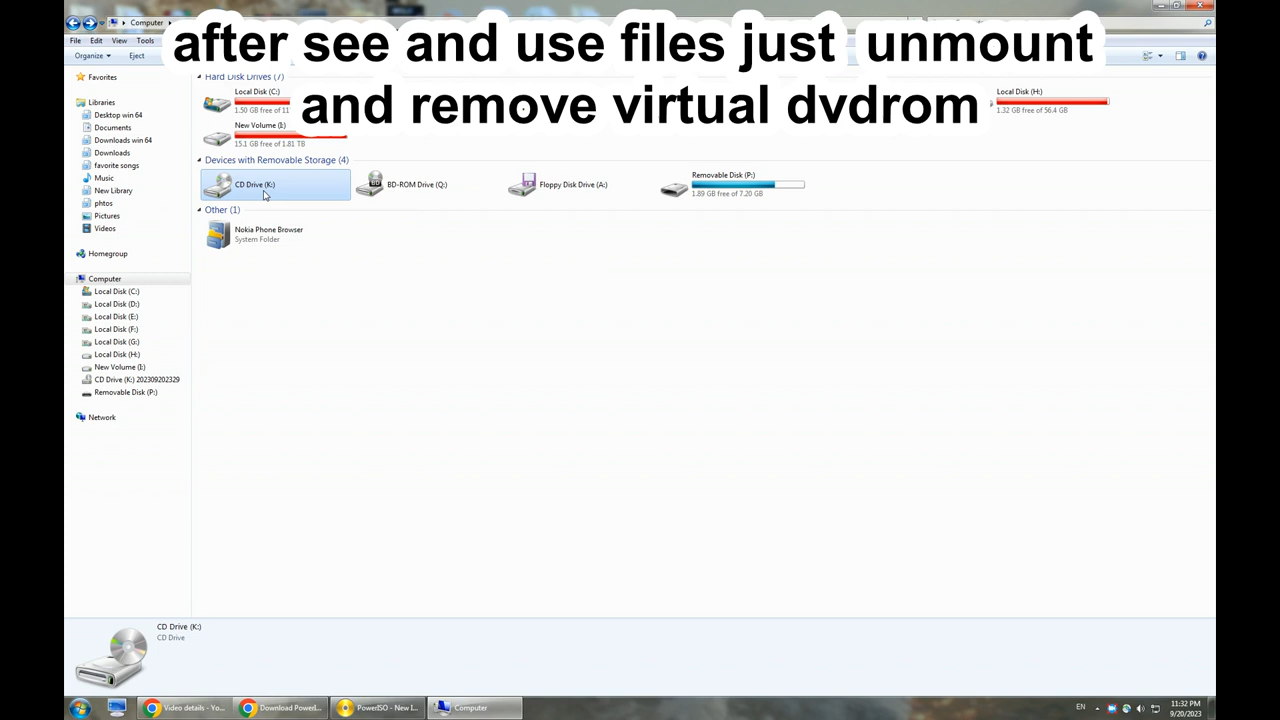 after see and use files just unmount
and remove virtual dvdrom
Computer
File Edit View Tools
Organize Eject
Favorites
Libraries
Desktop win 64
Documents
Downloads win 64
Downloads
favorite songs
Music
New Library
phtos
Pictures
Videos
Homegroup
Computer
Local Disk (C:)
Local Disk (D:)
Local Disk (E:)
Local Disk (F:)
Local Disk (G:)
Local Disk (H:)
New Volume (I:)
CD Drive (K:) 202309202329
Removable Disk (P:)
Network
Hard Disk Drives (7)
Local Disk (C:)
1.50 GB free of 11
Local Disk (H:)
1.32 GB free of 56.4 GB
New Volume (I:)
15.1 GB free of 1.81 TB
Devices with Removable Storage (4)
CD Drive (K:)
BD-ROM Drive (Q:)
Floppy Disk Drive (A:)
Removable Disk (P:)
1.89 GB free of 7.20 GB
Other (1)
Nokia Phone Browser
System Folder
CD Drive (K:)
CD Drive
Video details - Yo...
Download PowerI...
PowerISO - New I...
Computer
EN
11:32 PM
9/20/2023